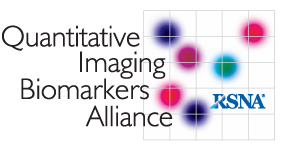 Quantitative
Imaging
Biomarkers
Alliance
RSNA®